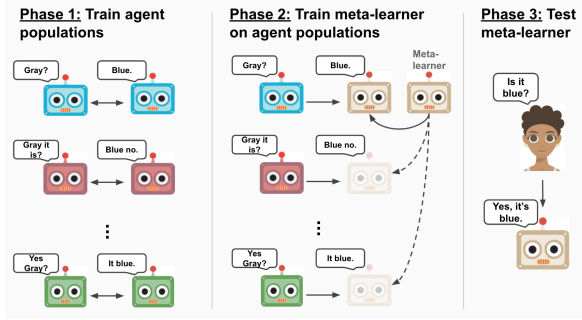 Phase 1: Train agent
populations
Gray?
Blue.
Gray it
is?
Blue no.
Yes
Gray?
It blue.
Phase 2: Train meta-learner
on agent populations
Meta-
learner
Gray?
Blue.
Gray it
is?
Blue no.
Yes
Gray?
It blue.
Phase 3: Test
meta-learner
Is it
blue?
Yes, it's
blue.